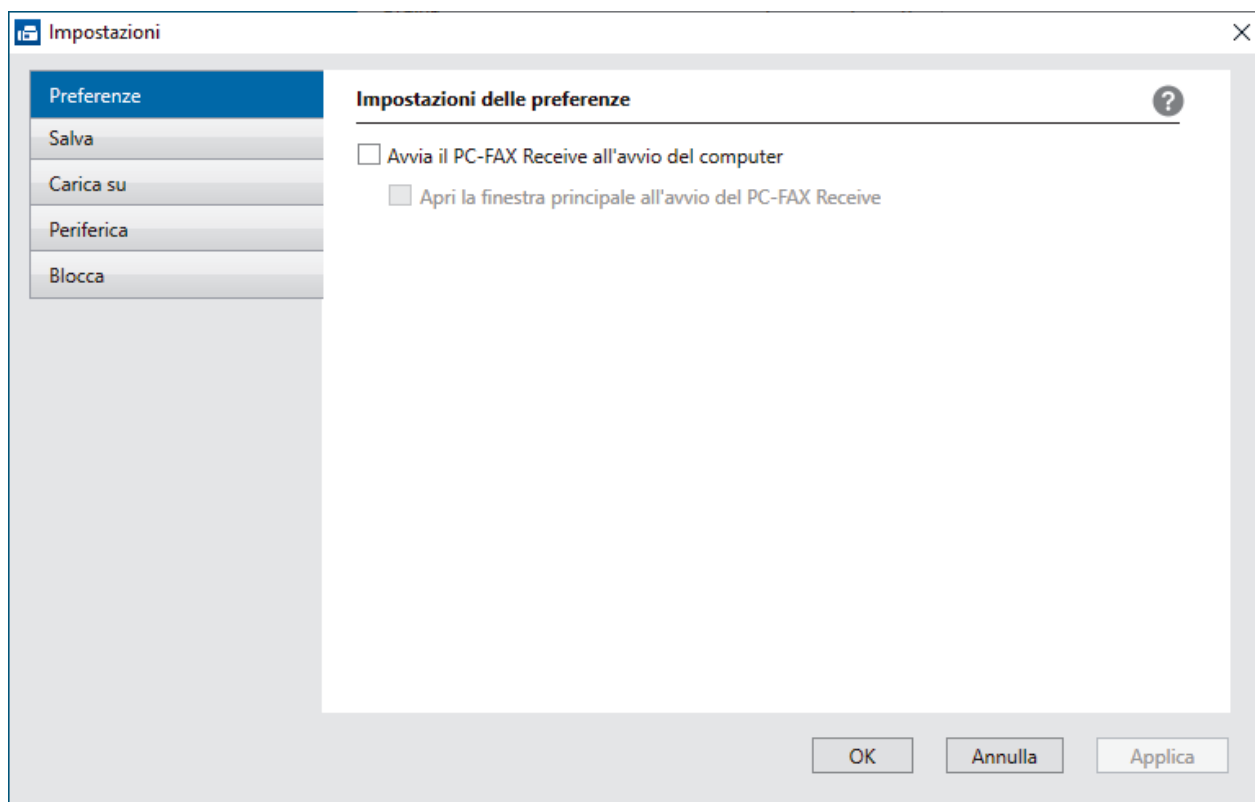 Impostazioni
Preferenze
Salva
Carica su
Periferica
Blocca
Impostazioni delle preferenze
?
Avvia il PC-FAX Receive all'avvio del computer
Apri la finestra principale all'avvio del PC-FAX Receive
OK
Annulla
Applica